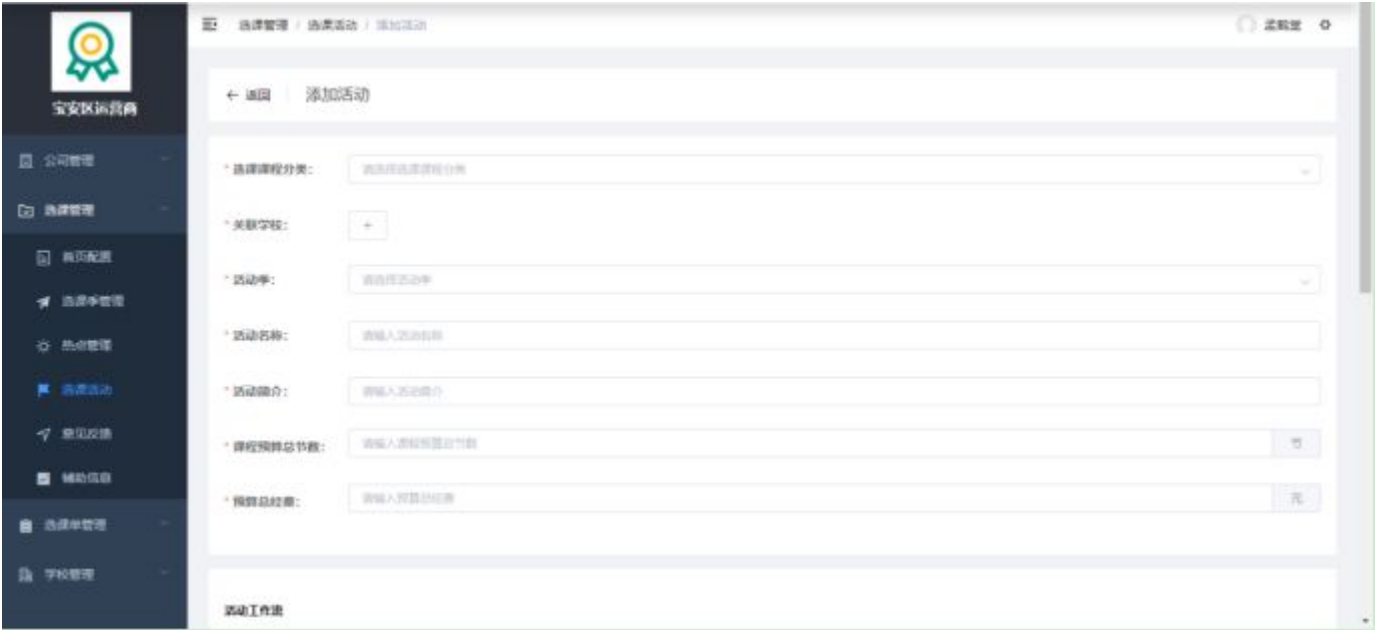 选课管理 / 选课活动 / 添加活动
宝安区运营商
← 返回 添加活动
公司管理
选课管理
首页配置
选课季管理
热点管理
选课活动
意见反馈
辅助信息
选课单管理
学校管理
* 选课课程分类: 请选择选课课程分类
* 关联学校: +
* 活动季: 请选择活动季
* 活动名称: 请输入活动名称
* 活动简介: 请输入活动简介
* 课程预算总节数: 请输入课程预算总节数 节
* 预算总经费: 请输入预算总经费 元
活动工作流